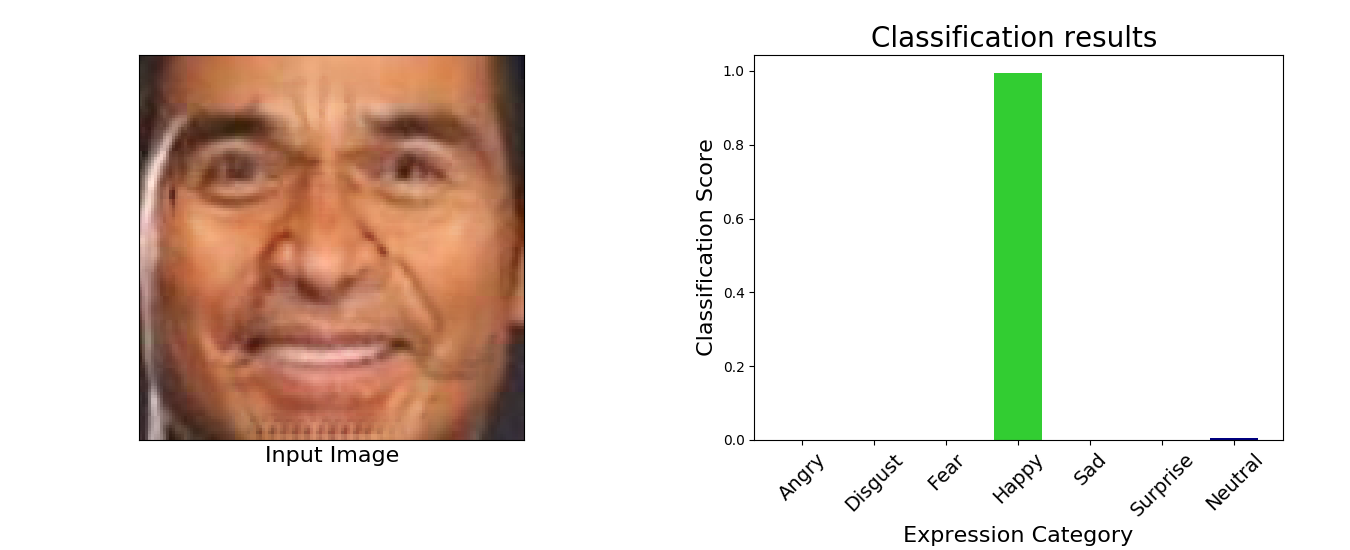 Classification results
Classification Score
1.0
0.8
0.6
0.4
0.2
0.0
Angry
Disgust
Fear
Happy
Sad
Surprise
Neutral
Expression Category
Input Image